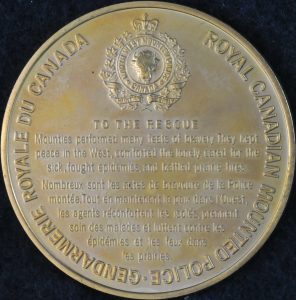 GENDARMERIE ROYALE DU CANADA
ROYAL CANADIAN MOUNTED POLICE
TO THE RESCUE
Mounties performed many feats of bravery. They kept
peace in the West, comforted the lonely, cared for the
sick, fought epidemics and battled prairie fires.
Nombreux sont les actes de bravoure de la Police
montée. Tout en maintenant la paix dans l'Ouest,
les agents réconfortent les isolés, prennent
soin des malades et luttent contre les
épidémies et les feux dans
les prairies.